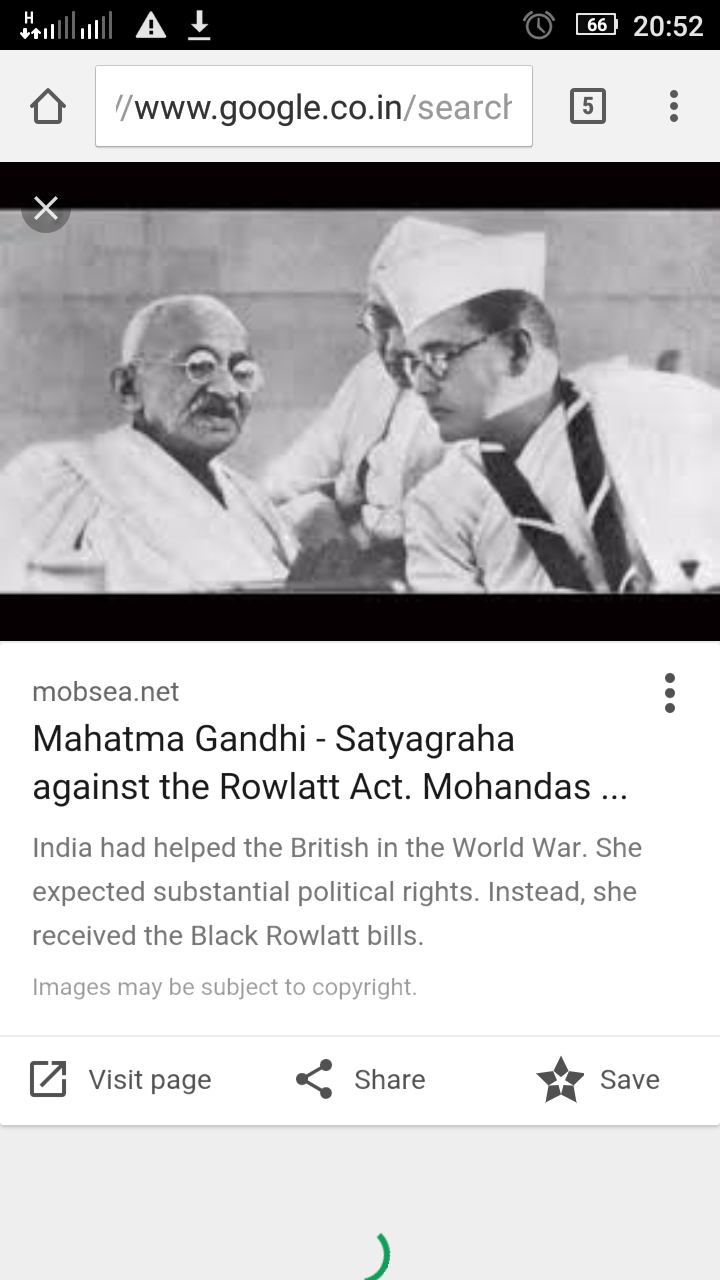 H
66
20:52
//www.google.co.in/search
5
mobsea.net
Mahatma Gandhi - Satyagraha
against the Rowlatt Act. Mohandas ...
India had helped the British in the World War. She
expected substantial political rights. Instead, she
received the Black Rowlatt bills.
Images may be subject to copyright.
Visit page
Share
Save